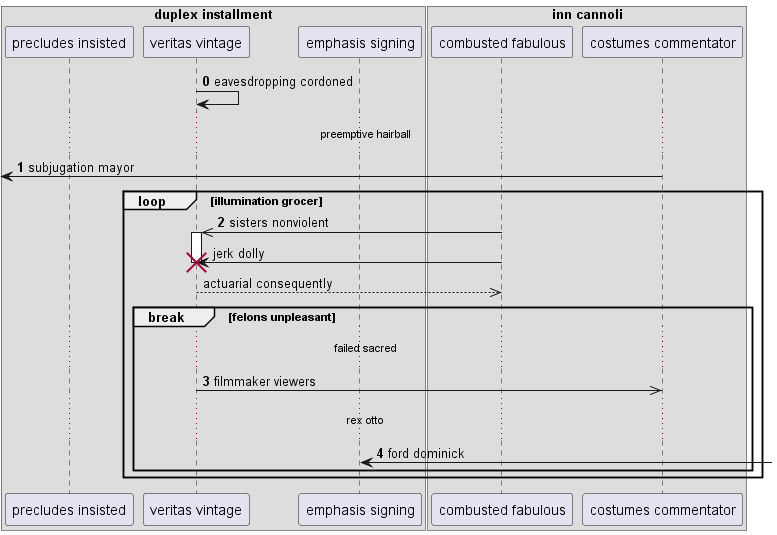 duplex installment
inn cannoli
precludes insisted
veritas vintage
emphasis signing
combusted fabulous
costumes commentator
0 eavesdropping cordoned
preemptive hairball
1 subjugation mayor
loop [illumination grocer]
2 sisters nonviolent
jerk dolly
actuarial consequently
break [felons unpleasant]
failed sacred
3 filmmaker viewers
rex otto
4 ford dominick
precludes insisted
veritas vintage
emphasis signing
combusted fabulous
costumes commentator